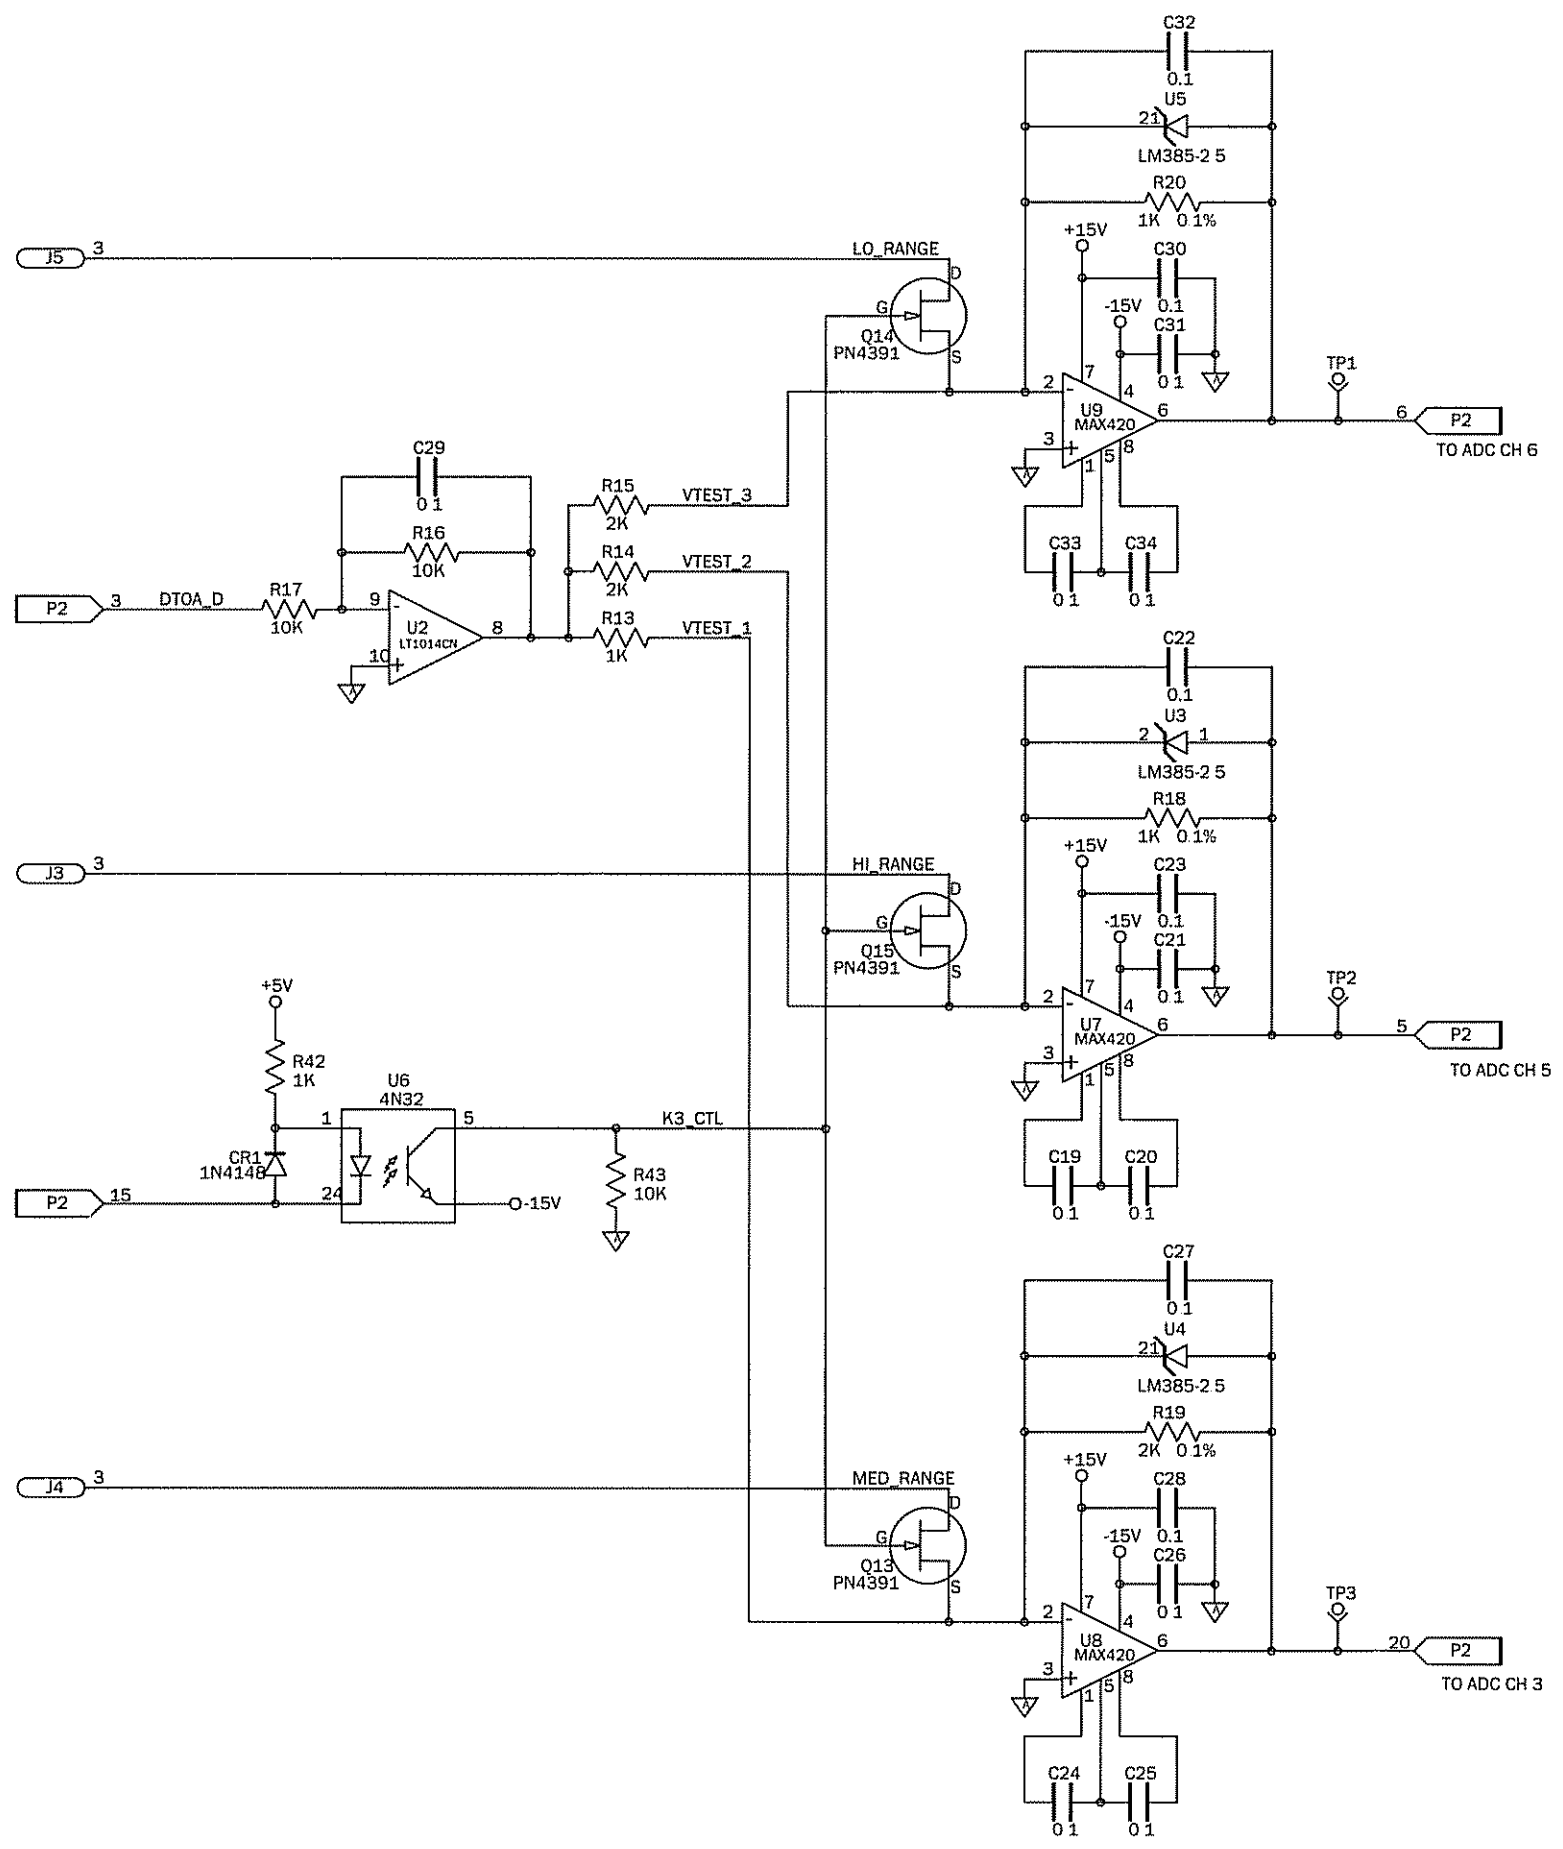 C32
0.1
U5
21
LM385-2 5
R20
1K 0.1%
+15V
C30
0.1
-15V
C31
0 1
J5 3 LO_RANGE
D
G
Q14
PN4391
S
TP1
2 - 7 4
U9
MAX420
6
3 + 1 5 8
6 P2
TO ADC CH 6
C33 C34
0 1 0 1
C29
0 1
R16
10K
R15
2K
VTEST_3
R14
2K
VTEST_2
R13
1K
VTEST_1
P2 3 DTOA_D
R17
10K
9 -
U2
LT1014CN
8
10 +
A
C22
0.1
U3
2 1
LM385-2 5
R18
1K 0.1%
+15V
C23
0.1
-15V
C21
0.1
A
J3 3 HI_RANGE
D
G
Q15
PN4391
S
TP2
2 - 7 4
U7
MAX420
6
3 + 1 5 8
5 P2
TO ADC CH 5
C19 C20
0 1 0 1
+5V
R42
1K
U6
4N32
1 5
K3_CTL
CR1
1N4148
P2 15
24
-15V
R43
10K
A
C27
0 1
U4
21
LM385-2.5
R19
2K 0.1%
+15V
C28
0.1
-15V
C26
0 1
A
J4 3 MED_RANGE
D
G
Q13
PN4391
S
TP3
2 - 7 4
U8
MAX420
6
3 + 1 5 8
20 P2
TO ADC CH 3
C24 C25
0 1 0 1